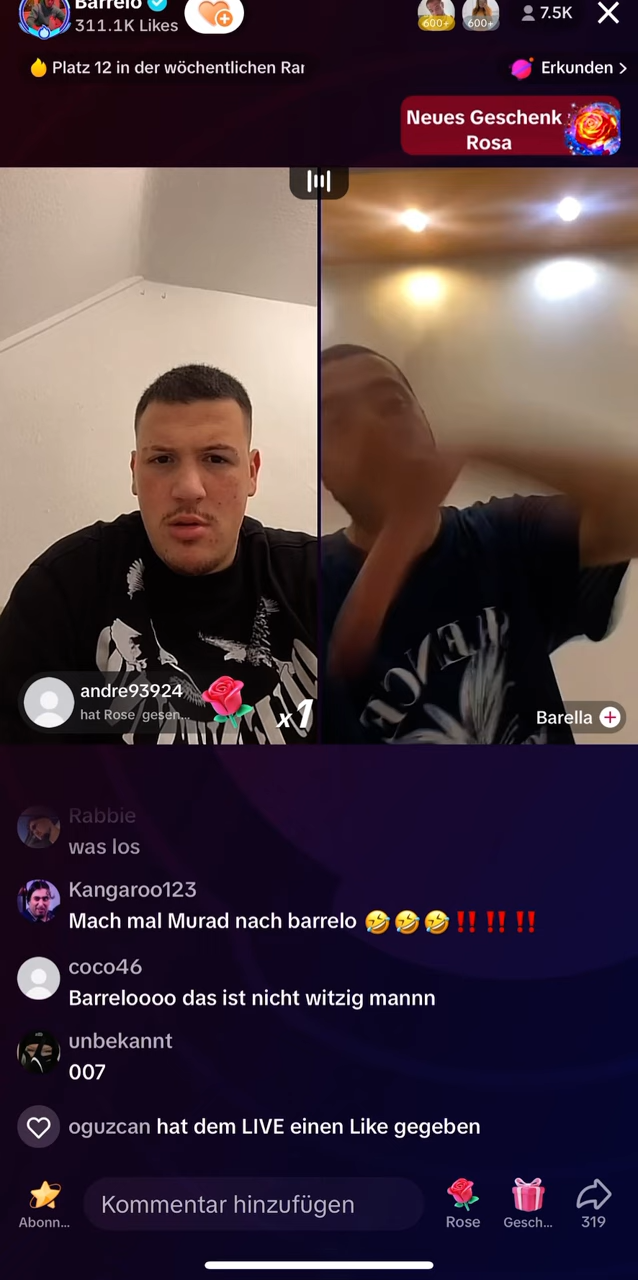 Barrelo
311.1K Likes
600+
600+
7.5K
Platz 12 in der wöchentlichen Ran
Erkunden >
Neues Geschenk
Rosa
andre93924
hat Rose gesen...
x1
Barella
Rabbie
was los
Kangaroo123
Mach mal Murad nach barrelo 🤣🤣🤣‼️‼️‼️
coco46
Barreloooo das ist nicht witzig mannn
unbekannt
007
oguzcan hat dem LIVE einen Like gegeben
Abonn...
Kommentar hinzufügen
Rose
Gesch...
319